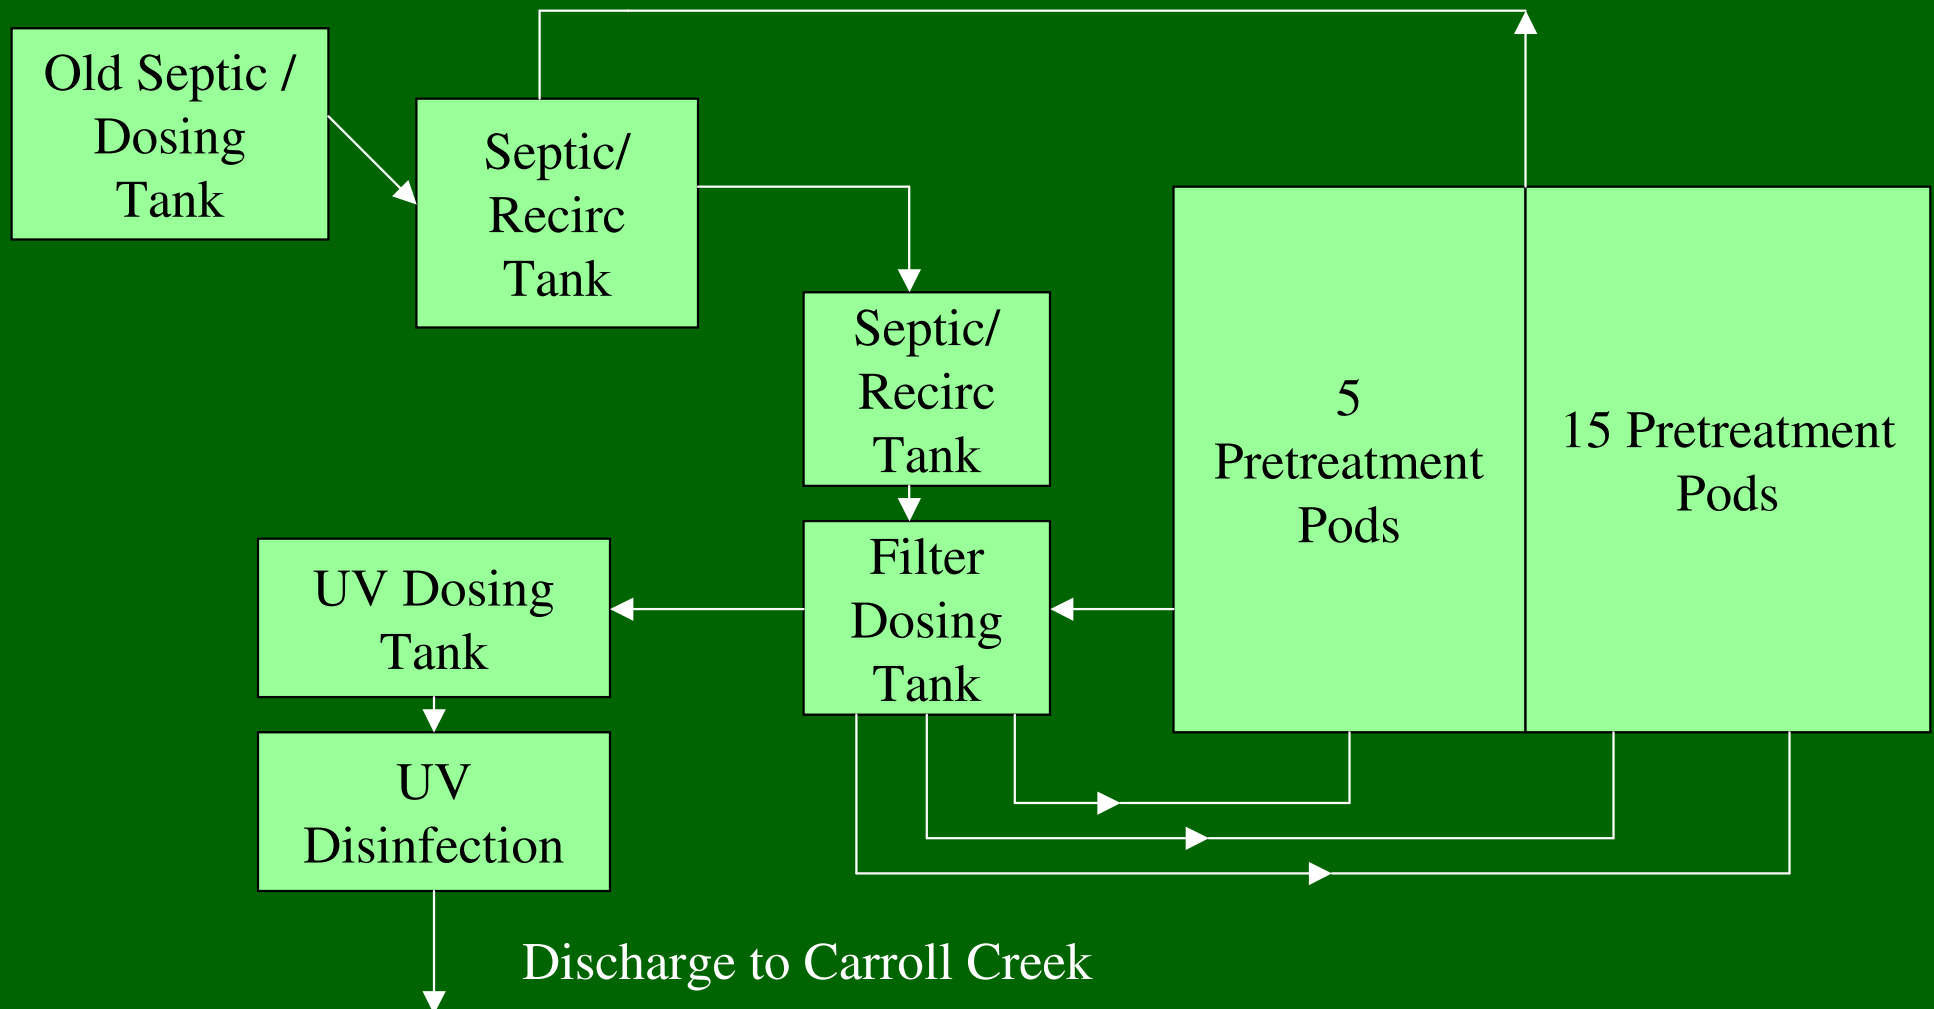 Old Septic /
Dosing
Tank
Septic/
Recirc
Tank
Septic/
Recirc
Tank
5
Pretreatment
Pods
15 Pretreatment
Pods
Filter
Dosing
Tank
UV Dosing
Tank
UV
Disinfection
Discharge to Carroll Creek